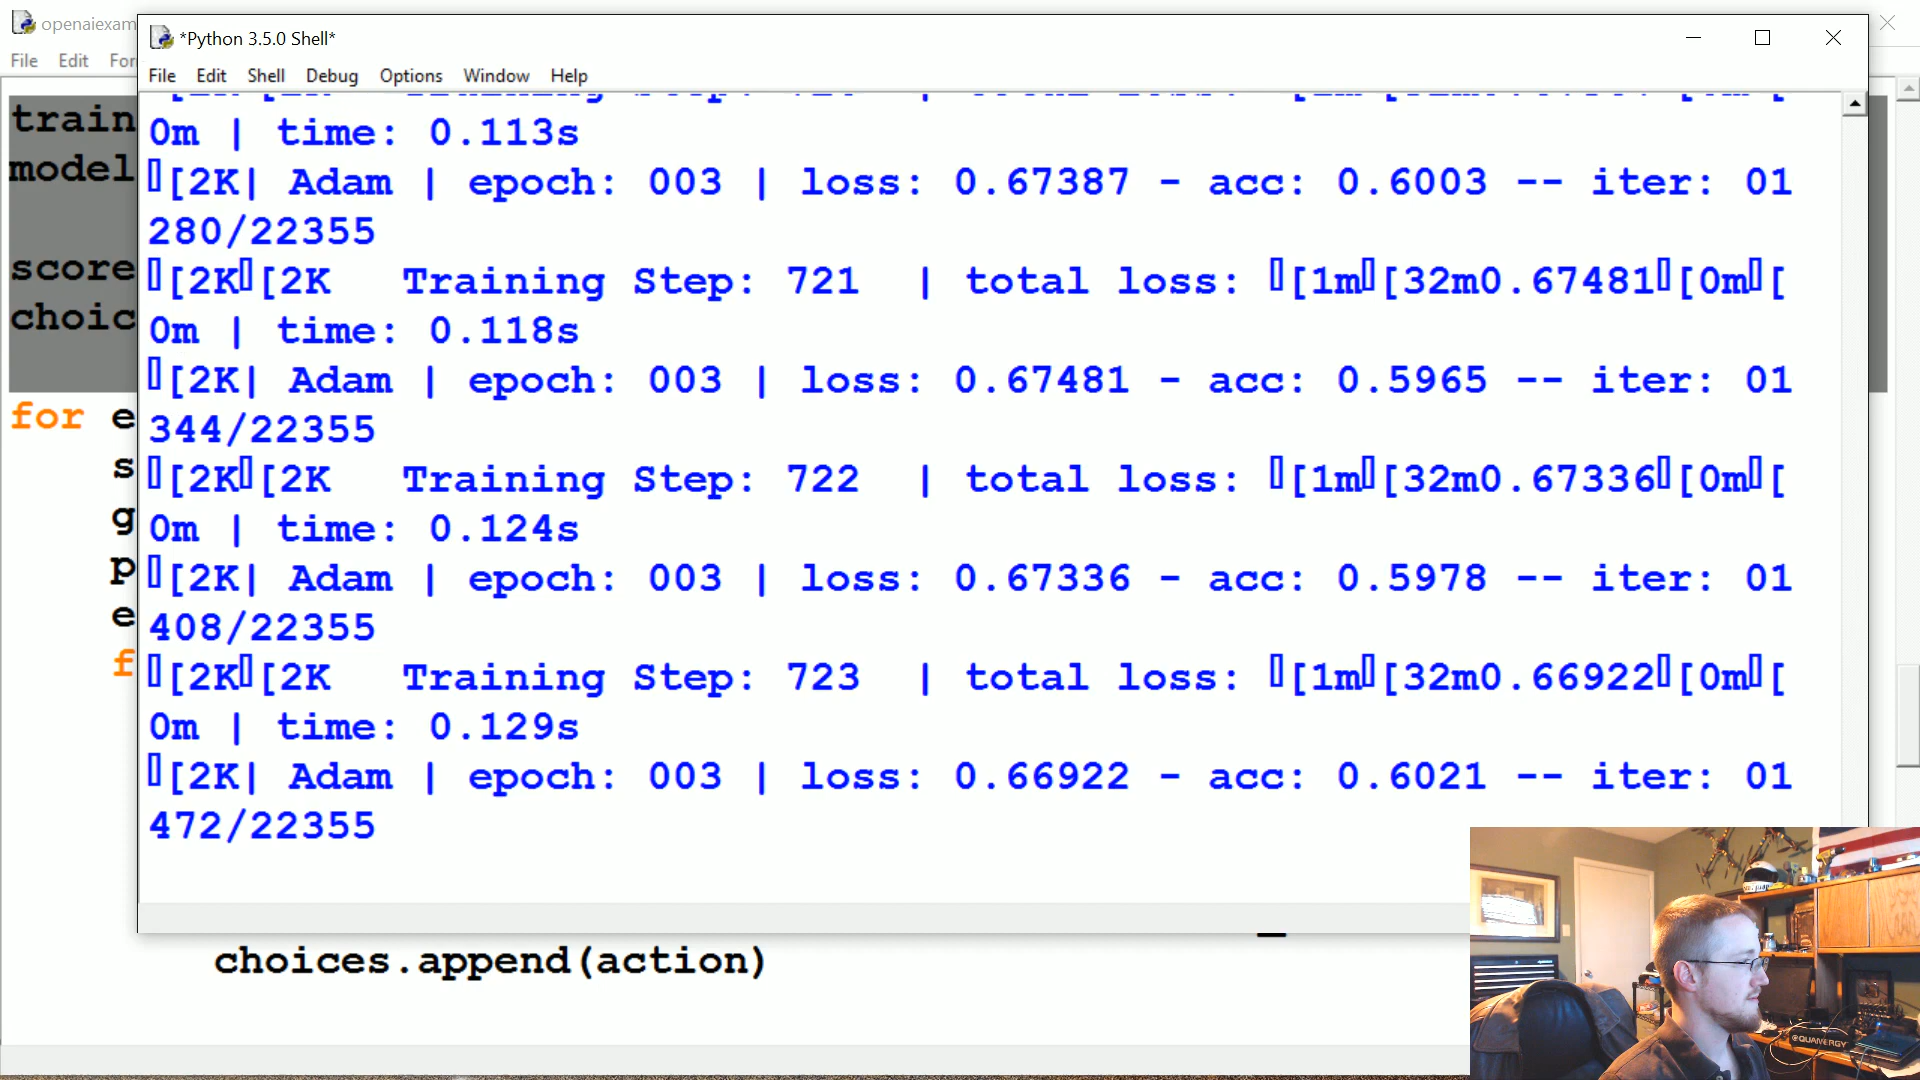 openaiexam
*Python 3.5.0 Shell*
File Edit For
File Edit Shell Debug Options Window Help
train
model
score
choic
for e
s
g
p
e
f
0m | time: 0.113s
[2K| Adam | epoch: 003 | loss: 0.67387 - acc: 0.6003 -- iter: 01
280/22355
[2K[2K Training Step: 721 | total loss: [1m[32m0.67481[0m[
0m | time: 0.118s
[2K| Adam | epoch: 003 | loss: 0.67481 - acc: 0.5965 -- iter: 01
344/22355
[2K[2K Training Step: 722 | total loss: [1m[32m0.67336[0m[
0m | time: 0.124s
[2K| Adam | epoch: 003 | loss: 0.67336 - acc: 0.5978 -- iter: 01
408/22355
[2K[2K Training Step: 723 | total loss: [1m[32m0.66922[0m[
0m | time: 0.129s
[2K| Adam | epoch: 003 | loss: 0.66922 - acc: 0.6021 -- iter: 01
472/22355
choices.append(action)
QUANERGY